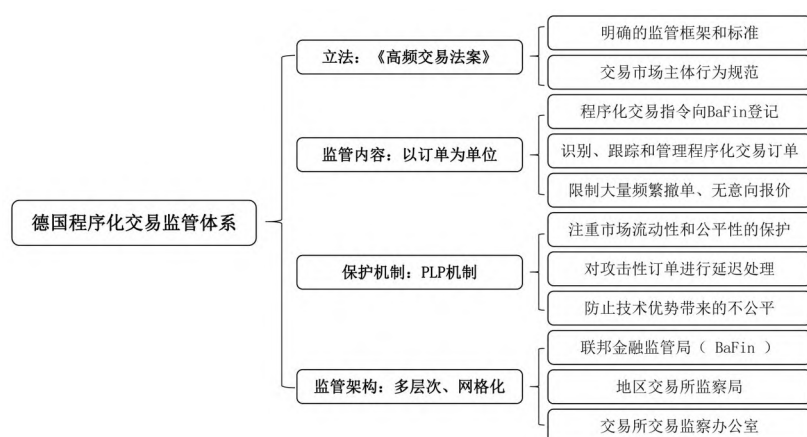 德国程序化交易监管体系
立法：《高频交易法案》
明确的监管框架和标准
交易市场主体行为规范
监管内容：以订单为单位
程序化交易指令向BaFin登记
识别、跟踪和管理程序化交易订单
限制大量频繁撤单、无意向报价
保护机制：PLP机制
注重市场流动性和公平性的保护
对攻击性订单进行延迟处理
防止技术优势带来的不公平
监管架构：多层次、网格化
联邦金融监管局（ BaFin ）
地区交易所监察局
交易所交易监察办公室